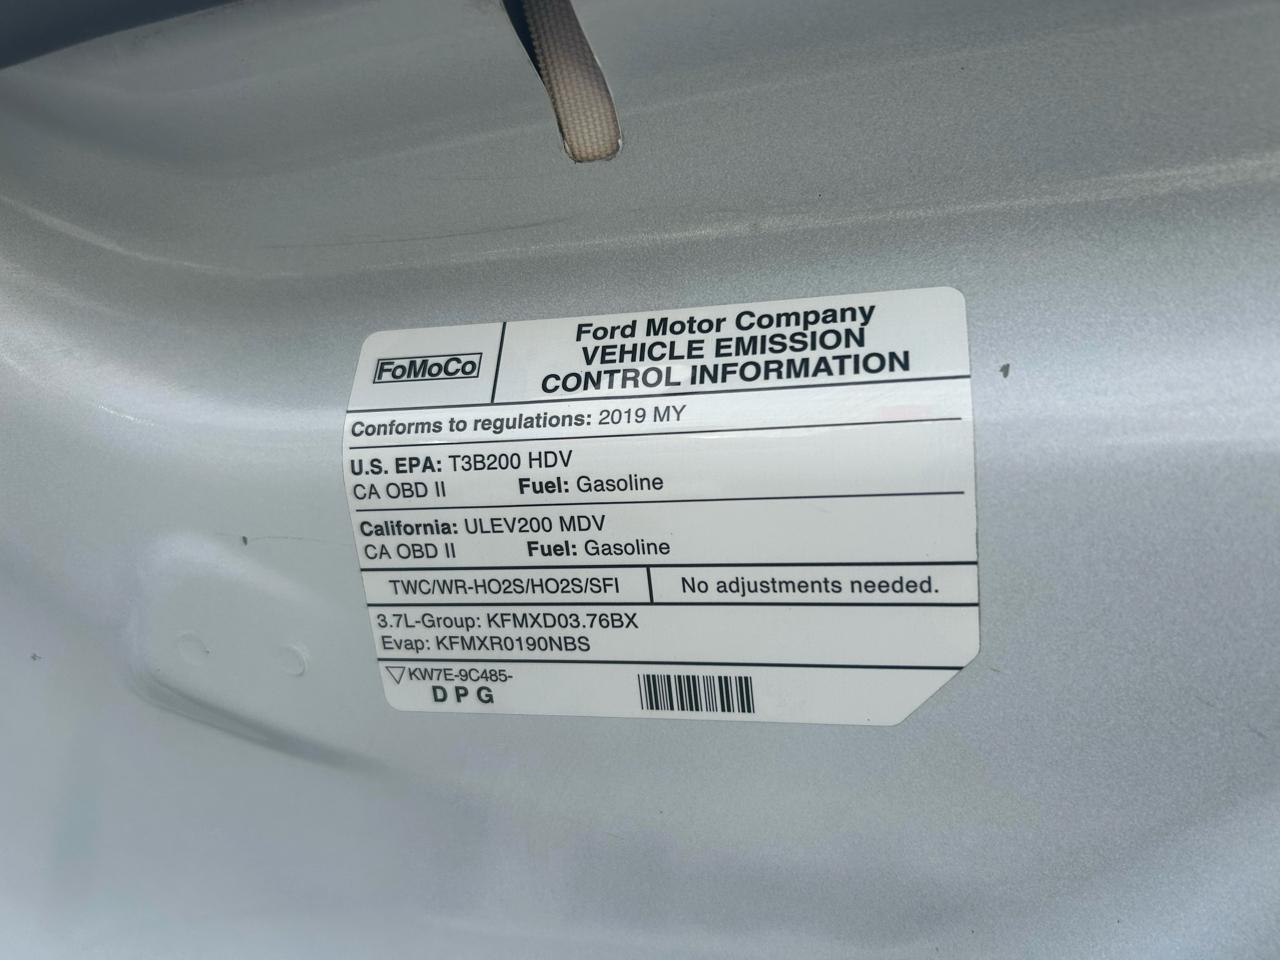 FoMoCo
Ford Motor Company
VEHICLE EMISSION
CONTROL INFORMATION
Conforms to regulations: 2019 MY
U.S. EPA: T3B200 HDV
CA OBD II Fuel: Gasoline
California: ULEV200 MDV
CA OBD II Fuel: Gasoline
TWC/WR-HO2S/HO2S/SFI
No adjustments needed.
3.7L-Group: KFMXD03.76BX
Evap: KFMXR0190NBS
KW7E-9C485-
DPG